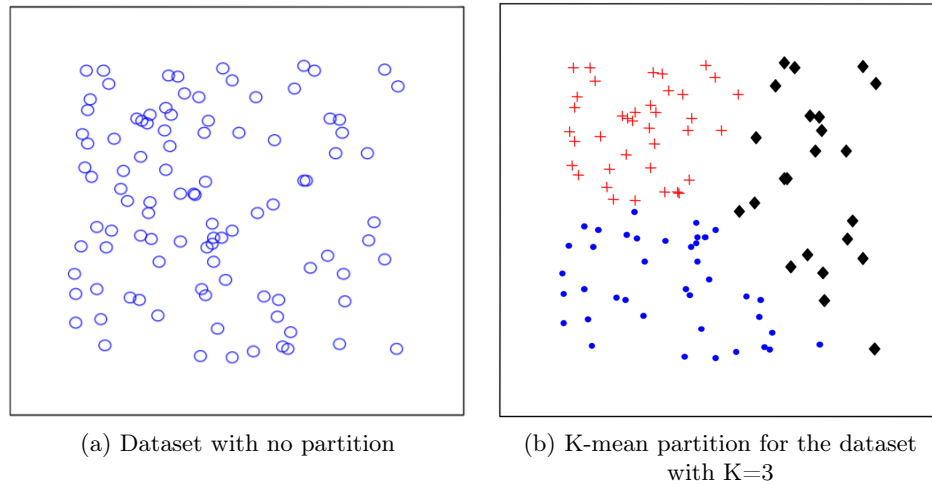 (a) Dataset with no partition
(b) K-mean partition for the dataset
with K=3